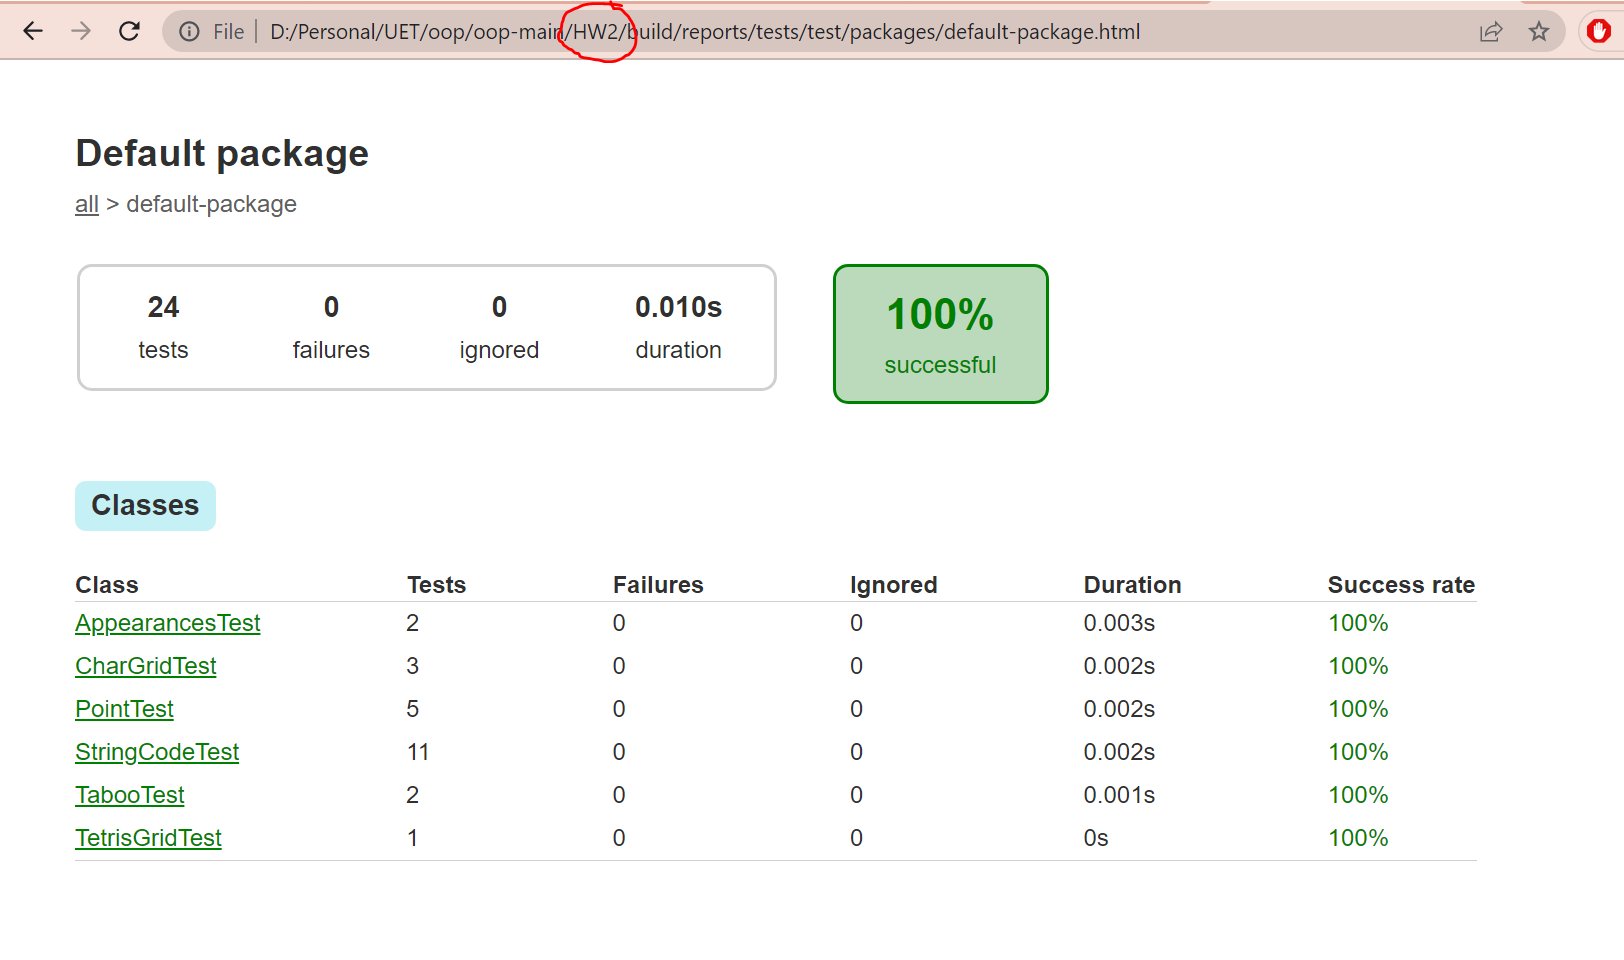 File D:/Personal/UET/oop/oop-main/HW2/build/reports/tests/test/packages/default-package.html
Default package
all > default-package
24 0 0 0.010s
tests failures ignored duration
100%
successful
Classes
Class Tests Failures Ignored Duration Success rate
AppearancesTest 2 0 0 0.003s 100%
CharGridTest 3 0 0 0.002s 100%
PointTest 5 0 0 0.002s 100%
StringCodeTest 11 0 0 0.002s 100%
TabooTest 2 0 0 0.001s 100%
TetrisGridTest 1 0 0 0s 100%